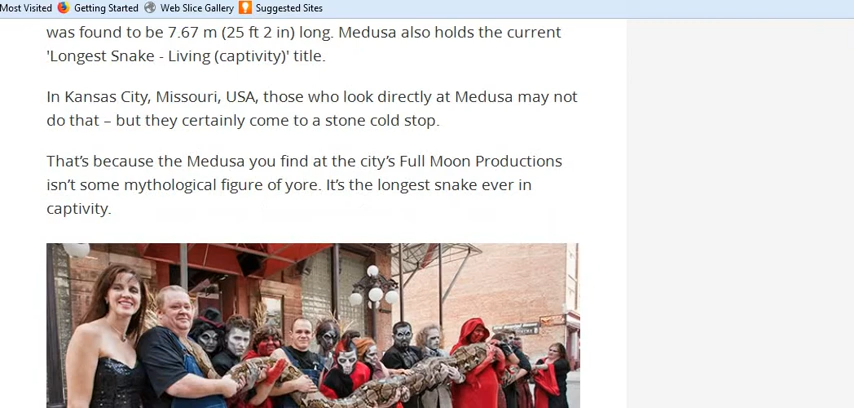 Most Visited Getting Started Web Slice Gallery Suggested Sites
was found to be 7.67 m (25 ft 2 in) long. Medusa also holds the current
'Longest Snake - Living (captivity)' title.
In Kansas City, Missouri, USA, those who look directly at Medusa may not
do that – but they certainly come to a stone cold stop.
That's because the Medusa you find at the city's Full Moon Productions
isn't some mythological figure of yore. It's the longest snake ever in
captivity.